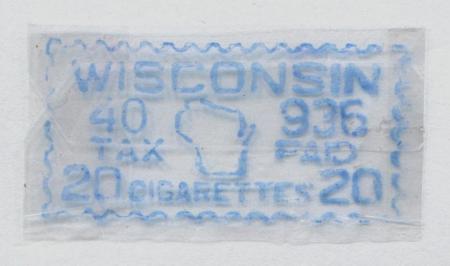 WISCONSIN
40 936
TAX PAID
20 CIGARETTES 20